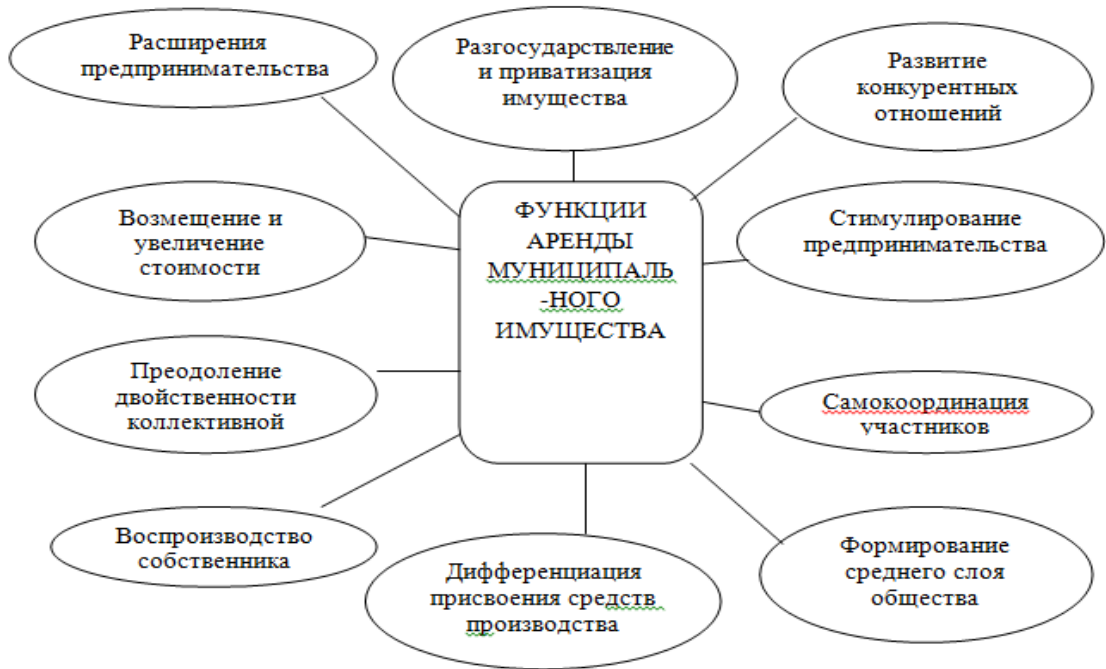 Расширения
предпринимательства
Разгосударствление
и приватизация
имущества
Развитие
конкурентных
отношений
Возмещение и
увеличение
стоимости
ФУНКЦИИ
АРЕНДЫ
МУНИЦИПАЛЬ
-НОГО
ИМУЩЕСТВА
Стимулирование
предпринимательства
Преодоление
двойственности
коллективной
Самокоординация
участников
Воспроизводство
собственника
Дифференциация
присвоения средств
производства
Формирование
среднего слоя
общества